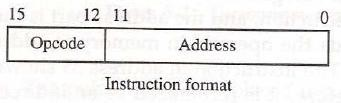 15 12 11 0
Opcode Address
Instruction format